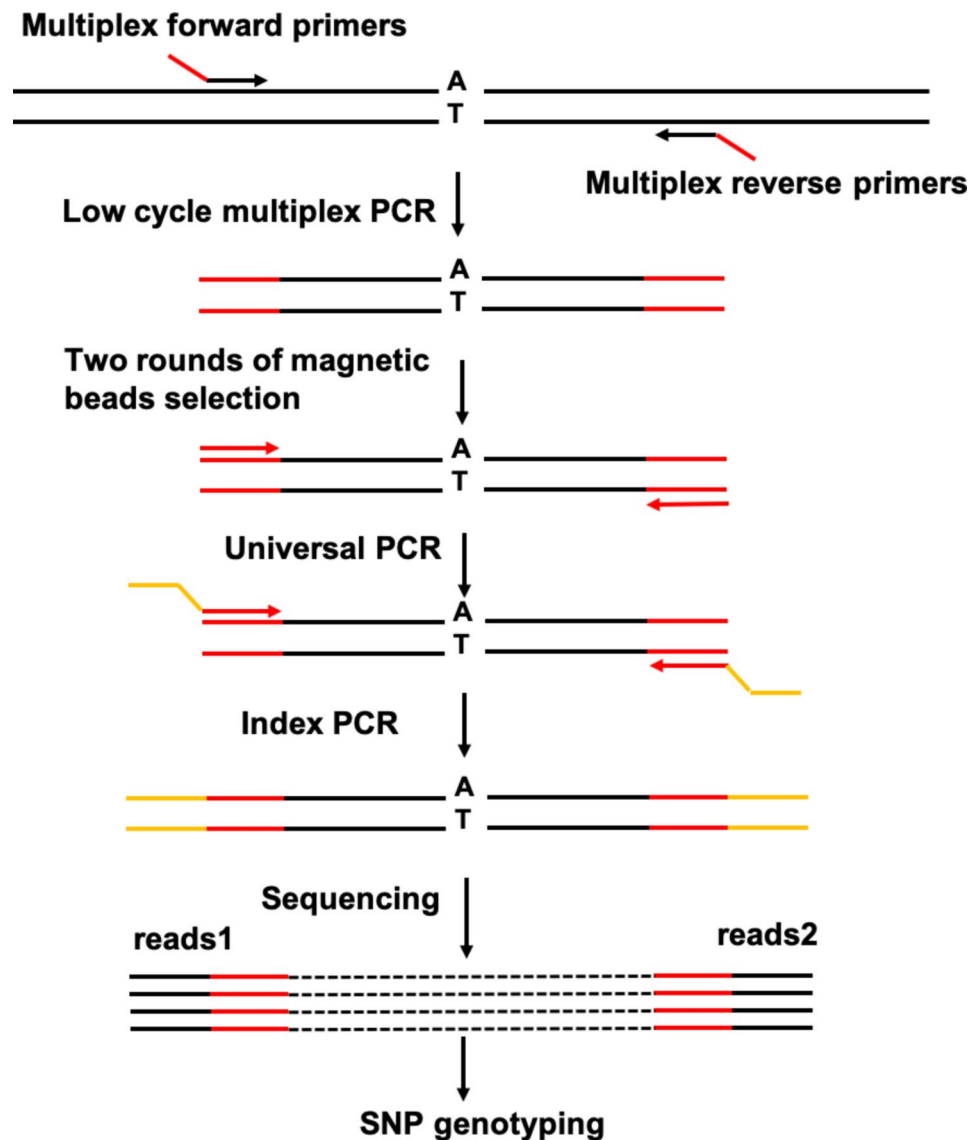 Multiplex forward primers
A
T
Multiplex reverse primers
Low cycle multiplex PCR
A
T
Two rounds of magnetic
beads selection
A
T
Universal PCR
A
T
Index PCR
A
T
Sequencing
reads1
reads2
SNP genotyping